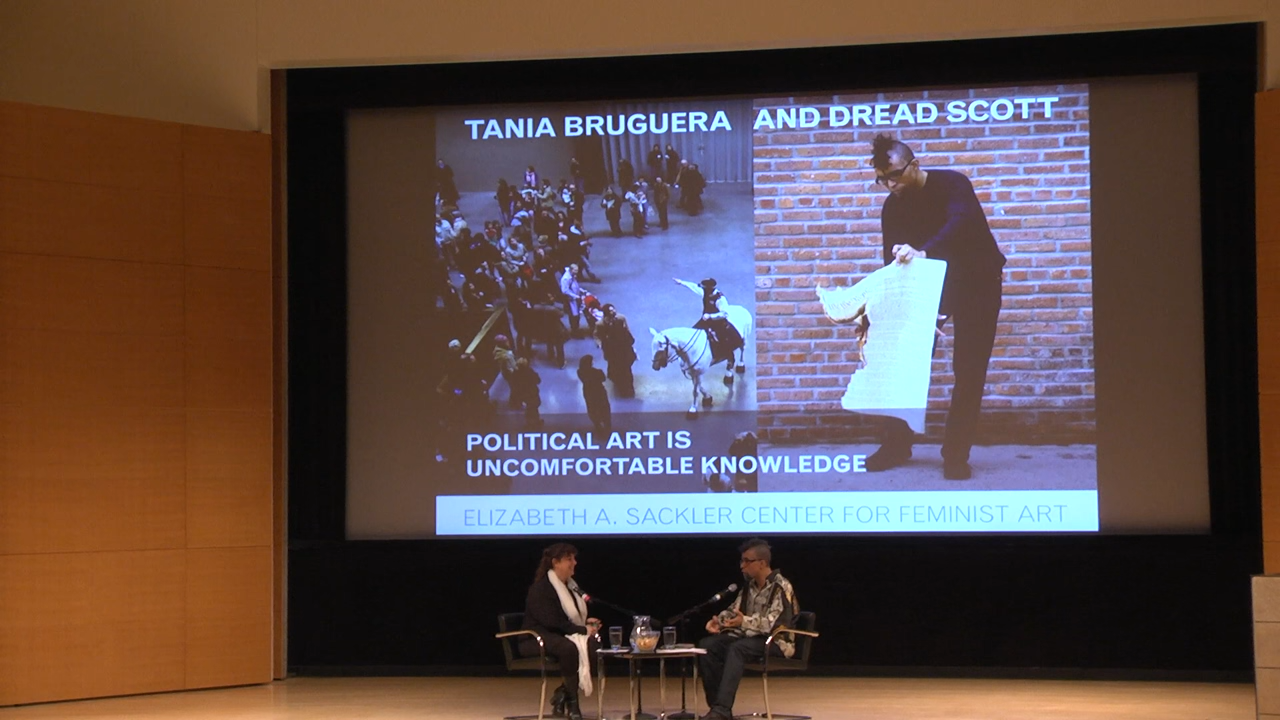 TANIA BRUGUERA AND DREAD SCOTT
POLITICAL ART IS
UNCOMFORTABLE KNOWLEDGE
ELIZABETH A. SACKLER CENTER FOR FEMINIST ART